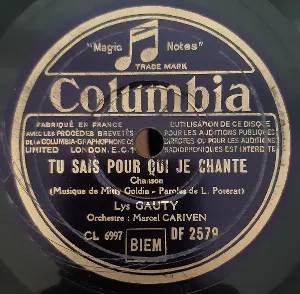 "Magic Notes"
TRADE MARK
Columbia
FABRIQUÉ EN FRANCE L'UTILISATION DE CE DISQUE
AVEC LES PROCÉDÉS BREVETÉS POUR LES AUDITIONS PUBLIQUES
DE LA COLUMBIA-GRAPHOPHONE C° OU POUR LES AUDITIONS
LIMITED LONDON. E.C.1 RADIOPHONIQUES EST INTERDITE
TU SAIS POUR QUI JE CHANTE
Chanson
(Musique de Mitty Goldin - Paroles de L. Poterat)
Lys GAUTY
Orchestre : Marcel CARIVEN
CL 6997 BIEM DF 2579